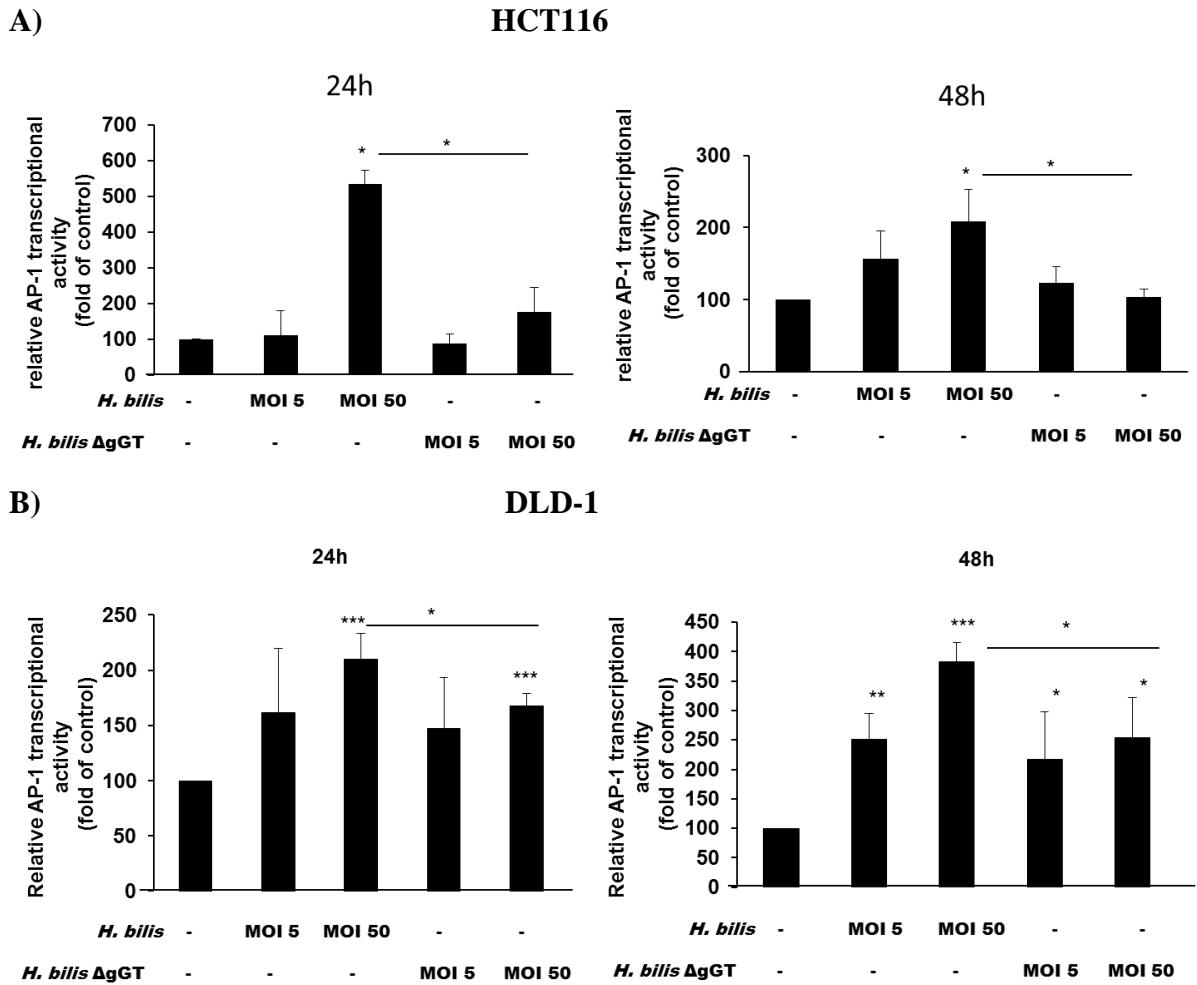 A)
HCT116
24h
relative AP-1 transcriptional
activity
(fold of control)
700
600
500
400
300
200
100
0
*
*
H. bilis - MOI 5 MOI 50 - -
H. bilis ΔgGT - - - MOI 5 MOI 50
48h
relative AP-1 transcriptional
activity
(fold of control)
300
200
100
0
*
*
H. bilis - MOI 5 MOI 50 - -
H. bilis ΔgGT - - - MOI 5 MOI 50
B)
DLD-1
24h
Relative AP-1 transcriptional
activity
(fold of control)
250
200
150
100
50
0
***
*
***
H. bilis - MOI 5 MOI 50 - -
H. bilis ΔgGT - - - MOI 5 MOI 50
48h
Relative AP-1 transcriptional
activity
(fold of control)
450
400
350
300
250
200
150
100
50
0
**
***
*
*
*
H. bilis - MOI 5 MOI 50 - -
H. bilis ΔgGT - - - MOI 5 MOI 50